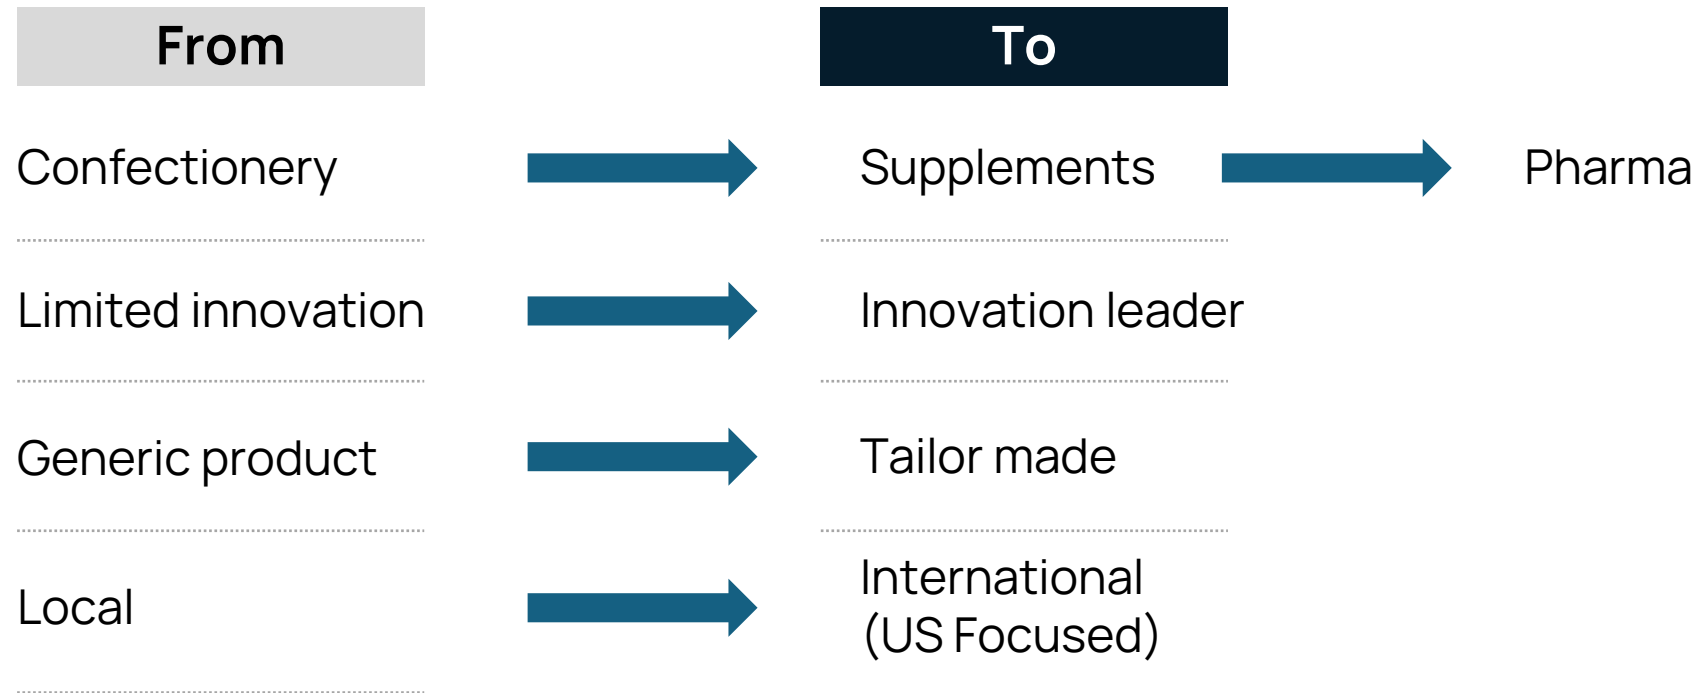 From
To
Confectionery
Supplements
Pharma
Limited innovation
Innovation leader
Generic product
Tailor made
Local
International
(US Focused)